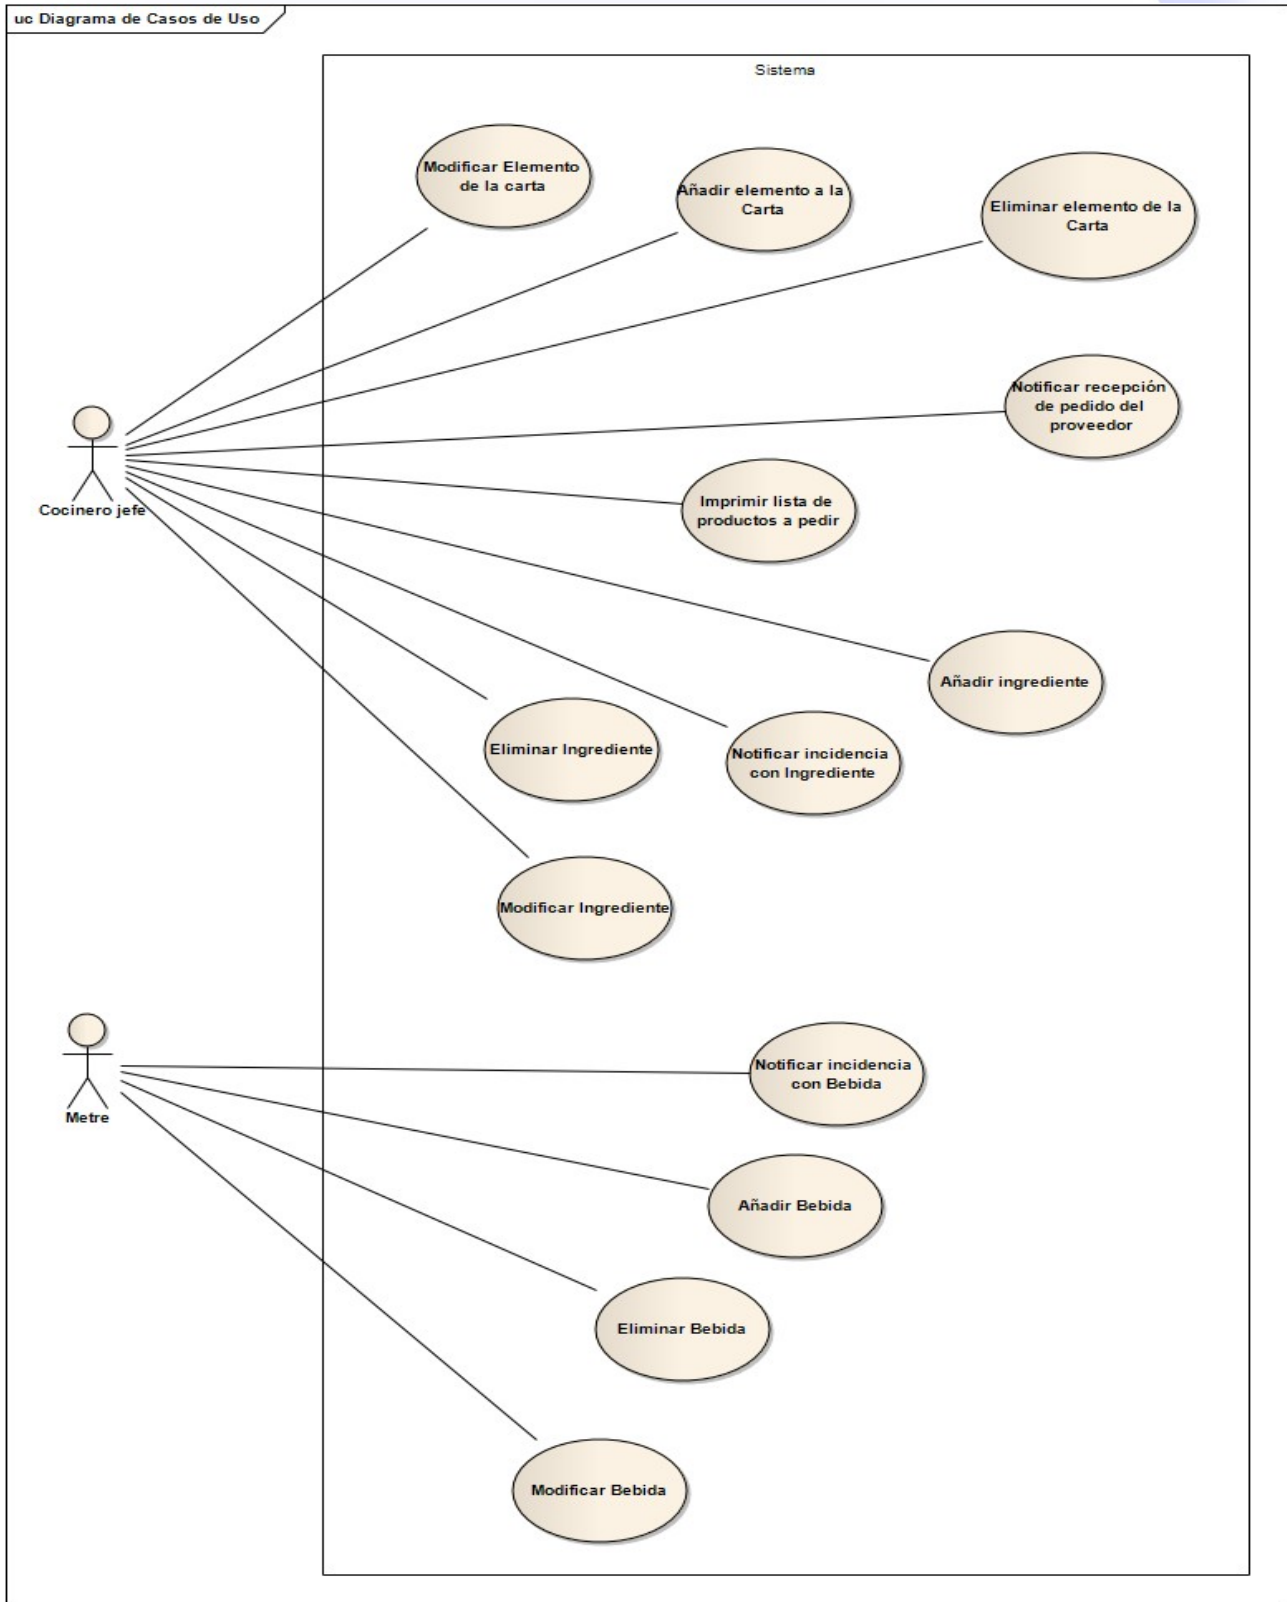 uc Diagrama de Casos de Uso
Sistema
Modificar Elemento
de la carta
Añadir elemento a la
Carta
Eliminar elemento de la
Carta
Notificar recepción
de pedido del
proveedor
Cocinero jefe
Imprimir lista de
productos a pedir
Añadir ingrediente
Eliminar Ingrediente
Notificar incidencia
con Ingrediente
Modificar Ingrediente
Metre
Notificar incidencia
con Bebida
Añadir Bebida
Eliminar Bebida
Modificar Bebida